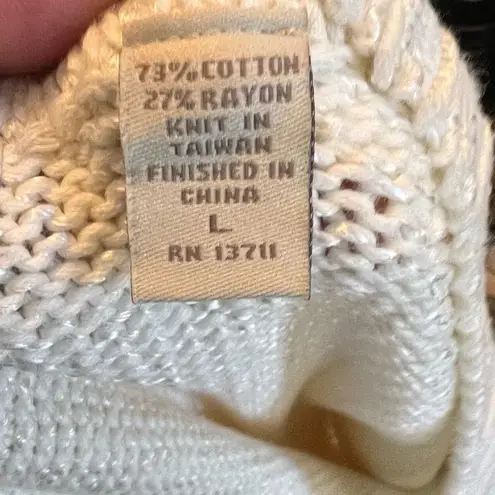 73% COTTON
27% RAYON
KNIT IN
TAIWAN
FINISHED IN
CHINA
L
RN 13711